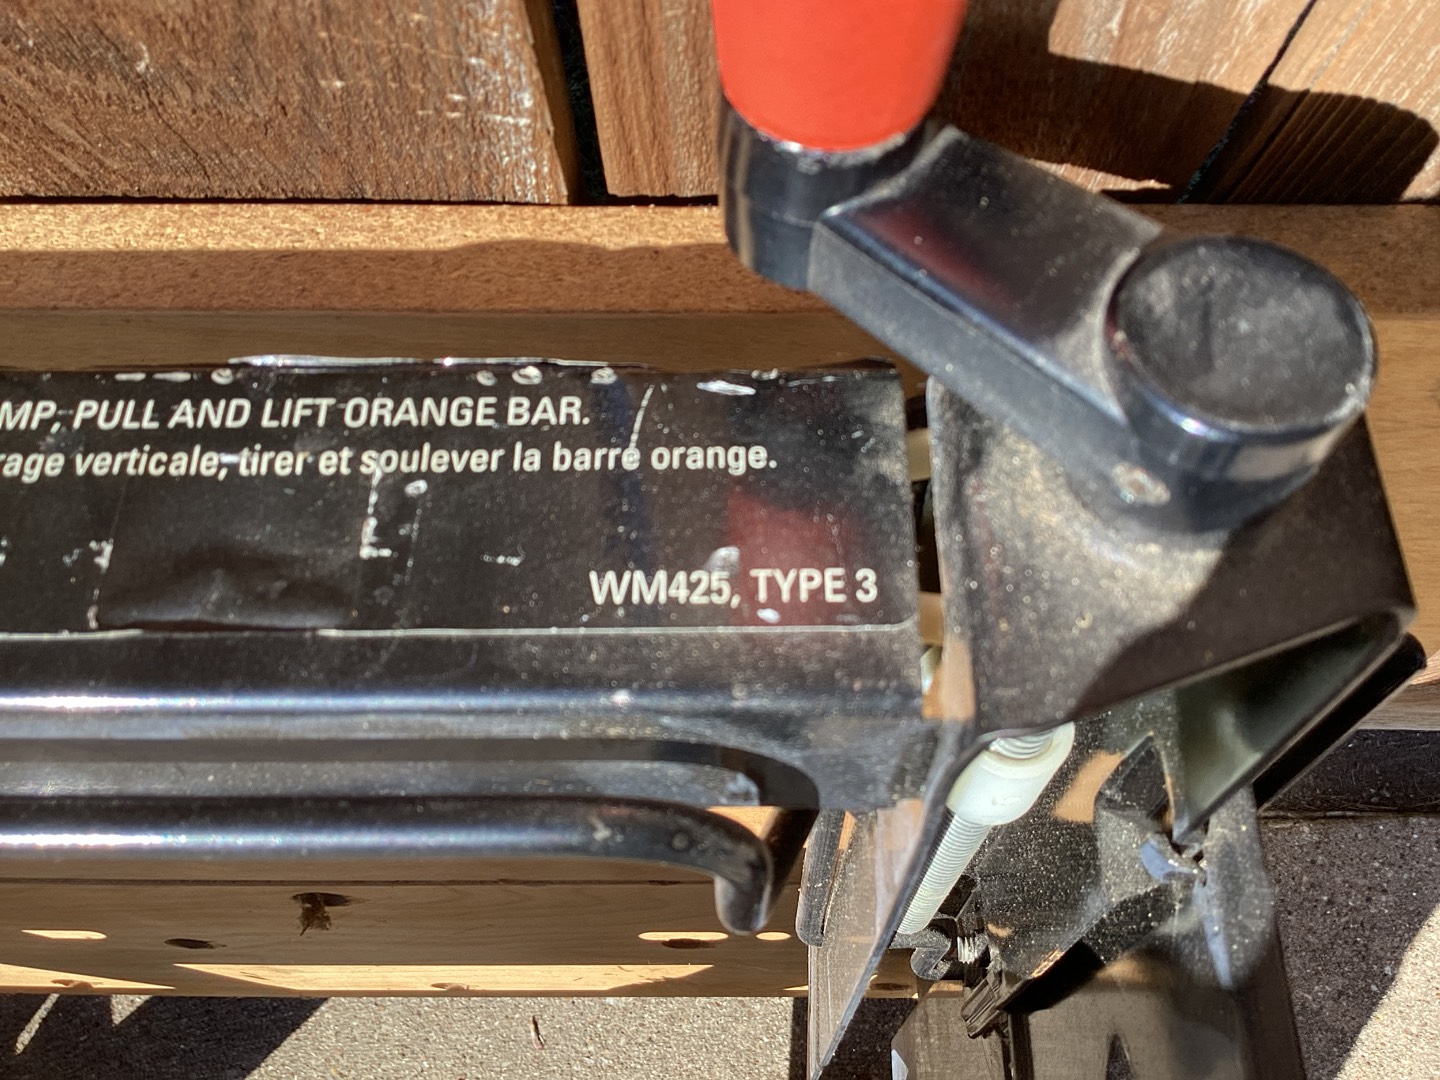 MP, PULL AND LIFT ORANGE BAR.
rage verticale, tirer et soulever la barre orange.
WM425, TYPE 3